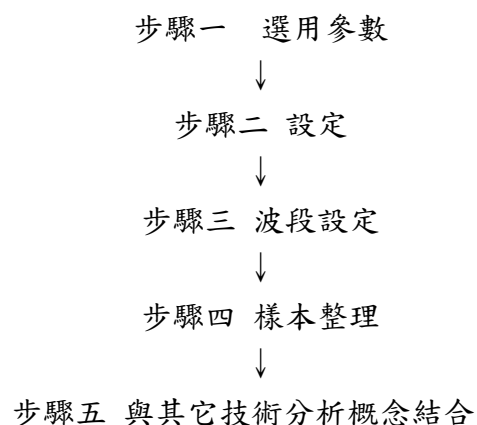 步驟一 選用參數
↓
步驟二 設定
↓
步驟三 波段設定
↓
步驟四 樣本整理
↓
步驟五 與其它技術分析概念結合